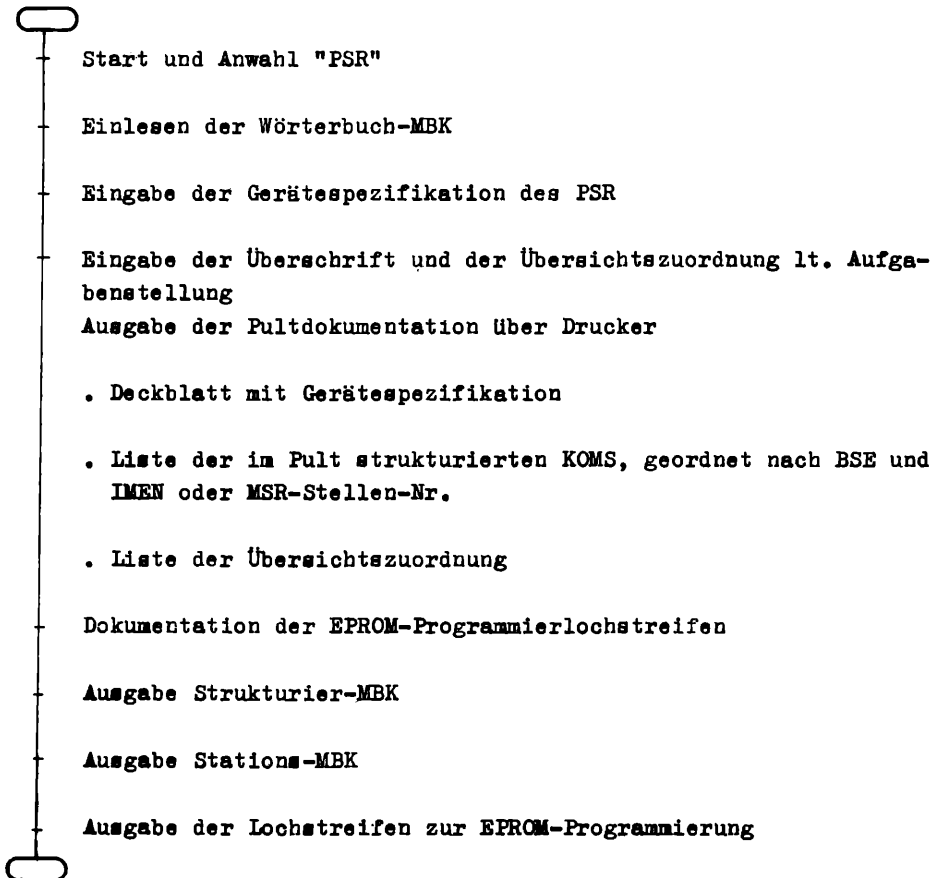 Start und Anwahl "PSR"
Einlesen der Wörterbuch-MBK
Eingabe der Gerätespezifikation des PSR
Eingabe der Überschrift und der Übersichtszuordnung lt. Aufga-
benstellung
Ausgabe der Pultdokumentation über Drucker
. Deckblatt mit Gerätespezifikation
. Liste der im Pult strukturierten KOMS, geordnet nach BSE und
IMEN oder MSR-Stellen-Nr.
. Liste der Übersichtszuordnung
Dokumentation der EPROM-Programmierlochstreifen
Ausgabe Strukturier-MBK
Ausgabe Stations-MBK
Ausgabe der Lochstreifen zur EPROM-Programmierung